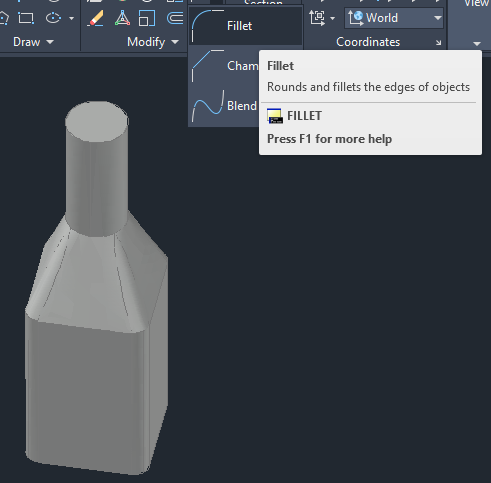 Section
View
Fillet
World
Draw
Modify
Coordinates
Cham
Blend
Fillet
Rounds and fillets the edges of objects
FILLET
Press F1 for more help